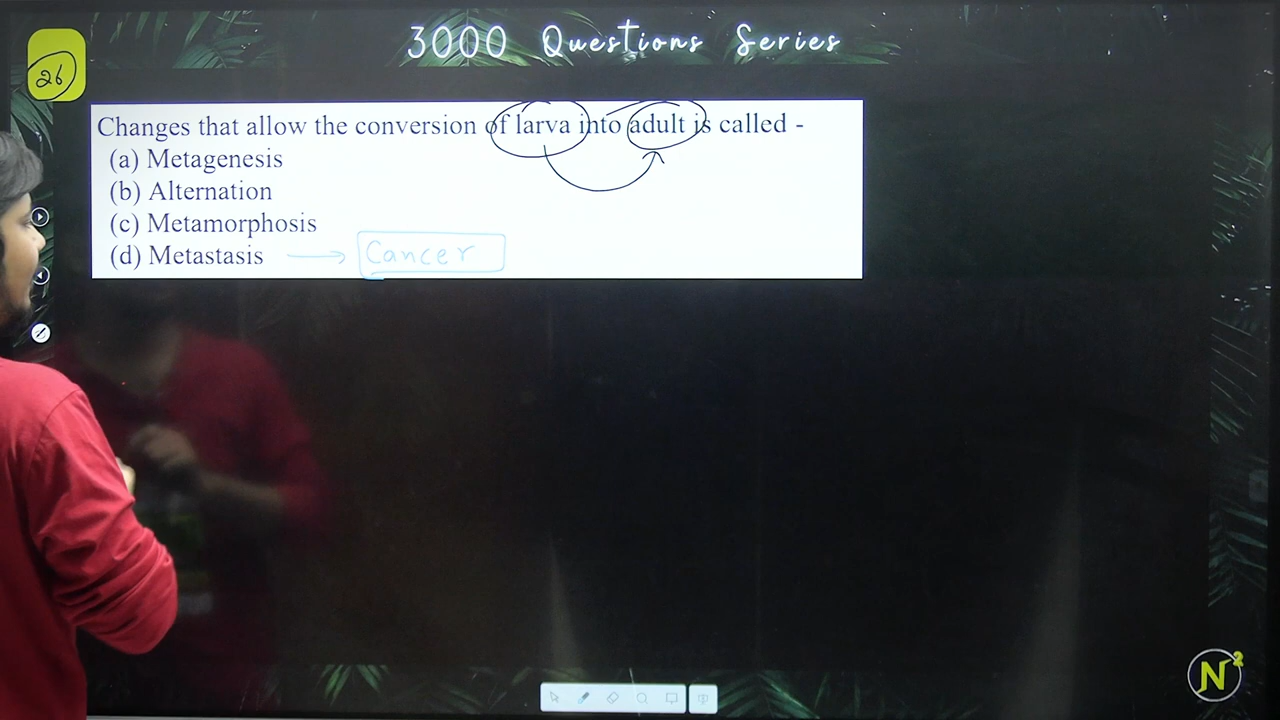 3000 Questions Series
26
Changes that allow the conversion of larva into adult is called -
(a) Metagenesis
(b) Alternation
(c) Metamorphosis
(d) Metastasis → Cancer
N²